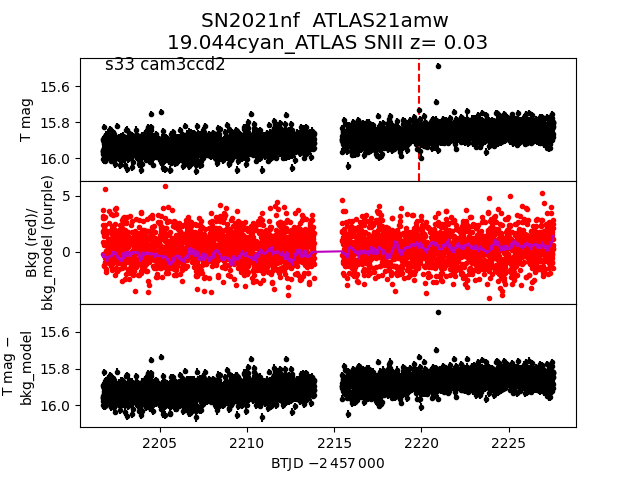 SN2021nf  ATLAS21amw
19.044cyan_ATLAS SNII z= 0.03
s33 cam3ccd2
T mag
15.6
15.8
16.0
Bkg (red)/
bkg_model (purple)
5
0
T mag −
bkg_model
15.6
15.8
16.0
2205
2210
2215
2220
2225
BTJD −2 457 000